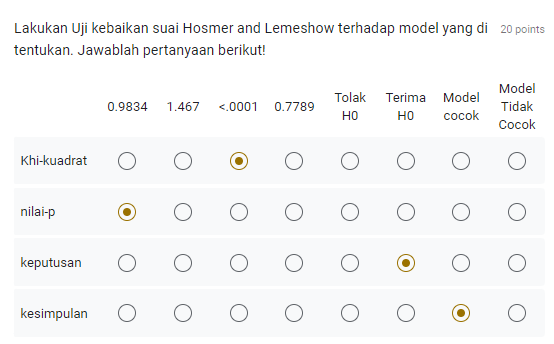 Lakukan Uji kebaikan suai Hosmer and Lemeshow terhadap model yang di 20 points
tentukan. Jawablah pertanyaan berikut!
0.9834 1.467 <.0001 0.7789 Tolak H0 Terima H0 Model cocok Model Tidak Cocok
Khi-kuadrat
nilai-p
keputusan
kesimpulan